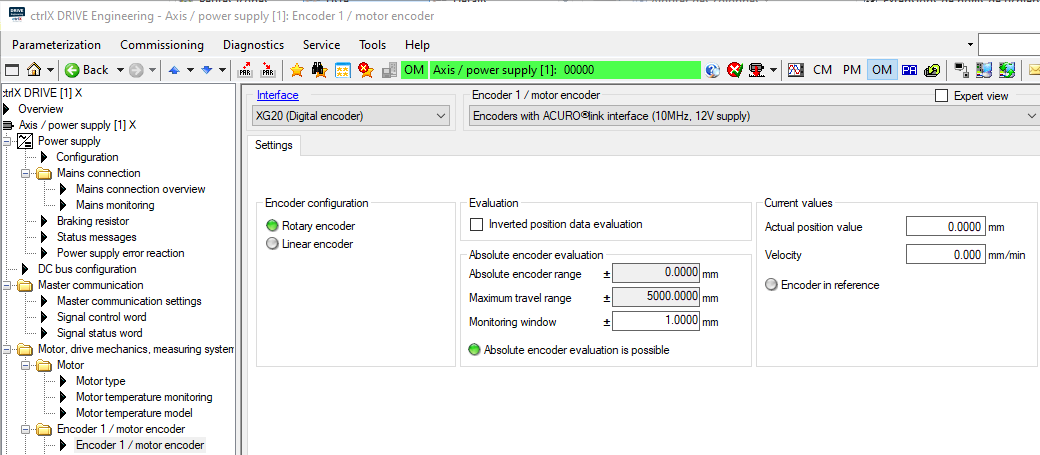 DRIVE
ctrlX
ctrlX DRIVE Engineering - Axis / power supply [1]: Encoder 1 / motor encoder
Parameterization Commissioning Diagnostics Service Tools Help
Back PAR PAR OM Axis / power supply [1]: 00000 CM PM OM
ctrlX DRIVE [1] X
Overview
Axis / power supply [1] X
Power supply
Configuration
Mains connection
Mains connection overview
Mains monitoring
Braking resistor
Status messages
Power supply error reaction
DC bus configuration
Master communication
Master communication settings
Signal control word
Signal status word
Motor, drive mechanics, measuring system
Motor
Motor type
Motor temperature monitoring
Motor temperature model
Encoder 1 / motor encoder
Encoder 1 / motor encoder
Interface
XG20 (Digital encoder)
Encoder 1 / motor encoder
Expert view
Encoders with ACURO®link interface (10MHz, 12V supply)
Settings
Encoder configuration
Rotary encoder
Linear encoder
Evaluation
Inverted position data evaluation
Absolute encoder evaluation
Absolute encoder range ± 0.0000 mm
Maximum travel range ± 5000.0000 mm
Monitoring window ± 1.0000 mm
Absolute encoder evaluation is possible
Current values
Actual position value 0.0000 mm
Velocity 0.000 mm/min
Encoder in reference